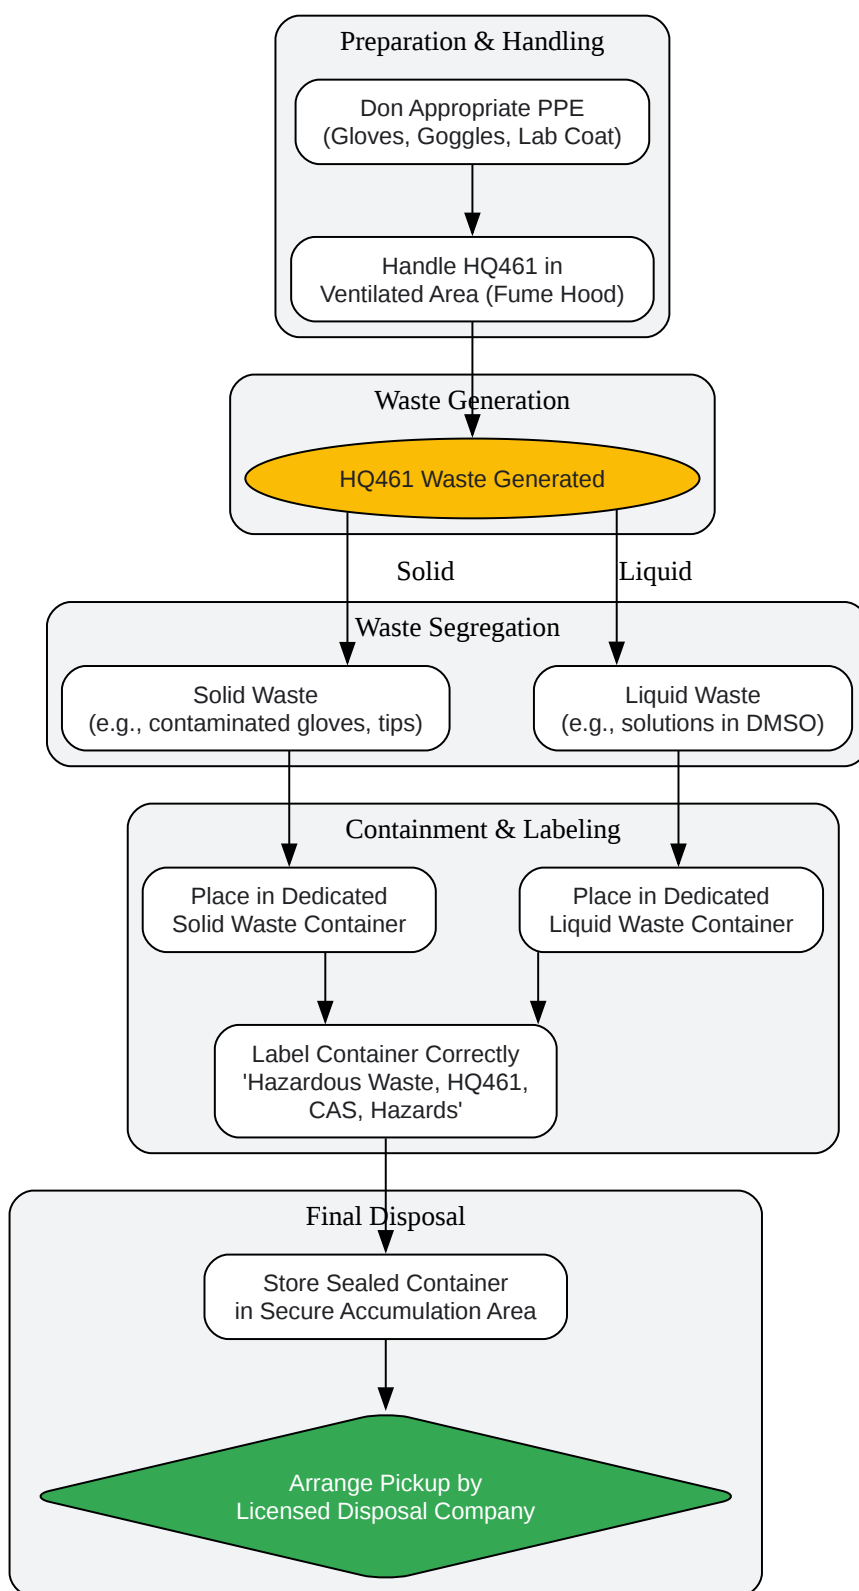 Preparation & Handling
Don Appropriate PPE
(Gloves, Goggles, Lab Coat)
Handle HQ461 in
Ventilated Area (Fume Hood)
Waste Generation
HQ461 Waste Generated
Solid
Liquid
Waste Segregation
Solid Waste
(e.g., contaminated gloves, tips)
Liquid Waste
(e.g., solutions in DMSO)
Containment & Labeling
Place in Dedicated
Solid Waste Container
Place in Dedicated
Liquid Waste Container
Label Container Correctly
'Hazardous Waste, HQ461,
CAS, Hazards'
Final Disposal
Store Sealed Container
in Secure Accumulation Area
Arrange Pickup by
Licensed Disposal Company